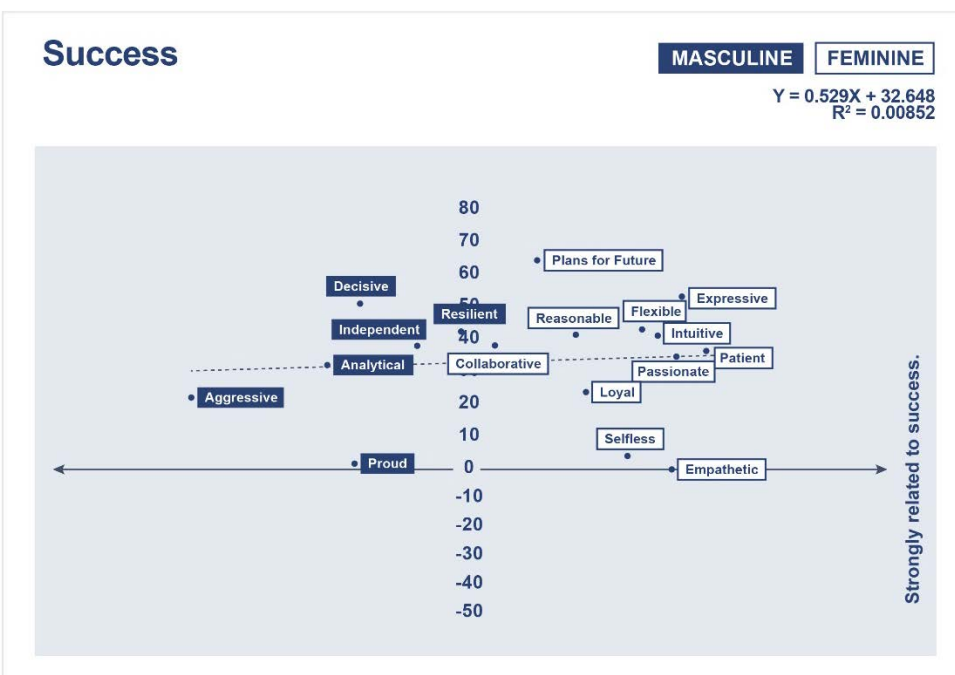 Success
MASCULINE FEMININE
Y = 0.529X + 32.648
R² = 0.00852
80
70
Plans for Future
60
Decisive
Expressive
50
Resilient
Flexible
Reasonable
Independent
Intuitive
40
Patient
Collaborative
Analytical
Passionate
Loyal
Aggressive
20
10
Selfless
Proud
0
Empathetic
-10
-20
-30
-40
-50
Strongly related to success.